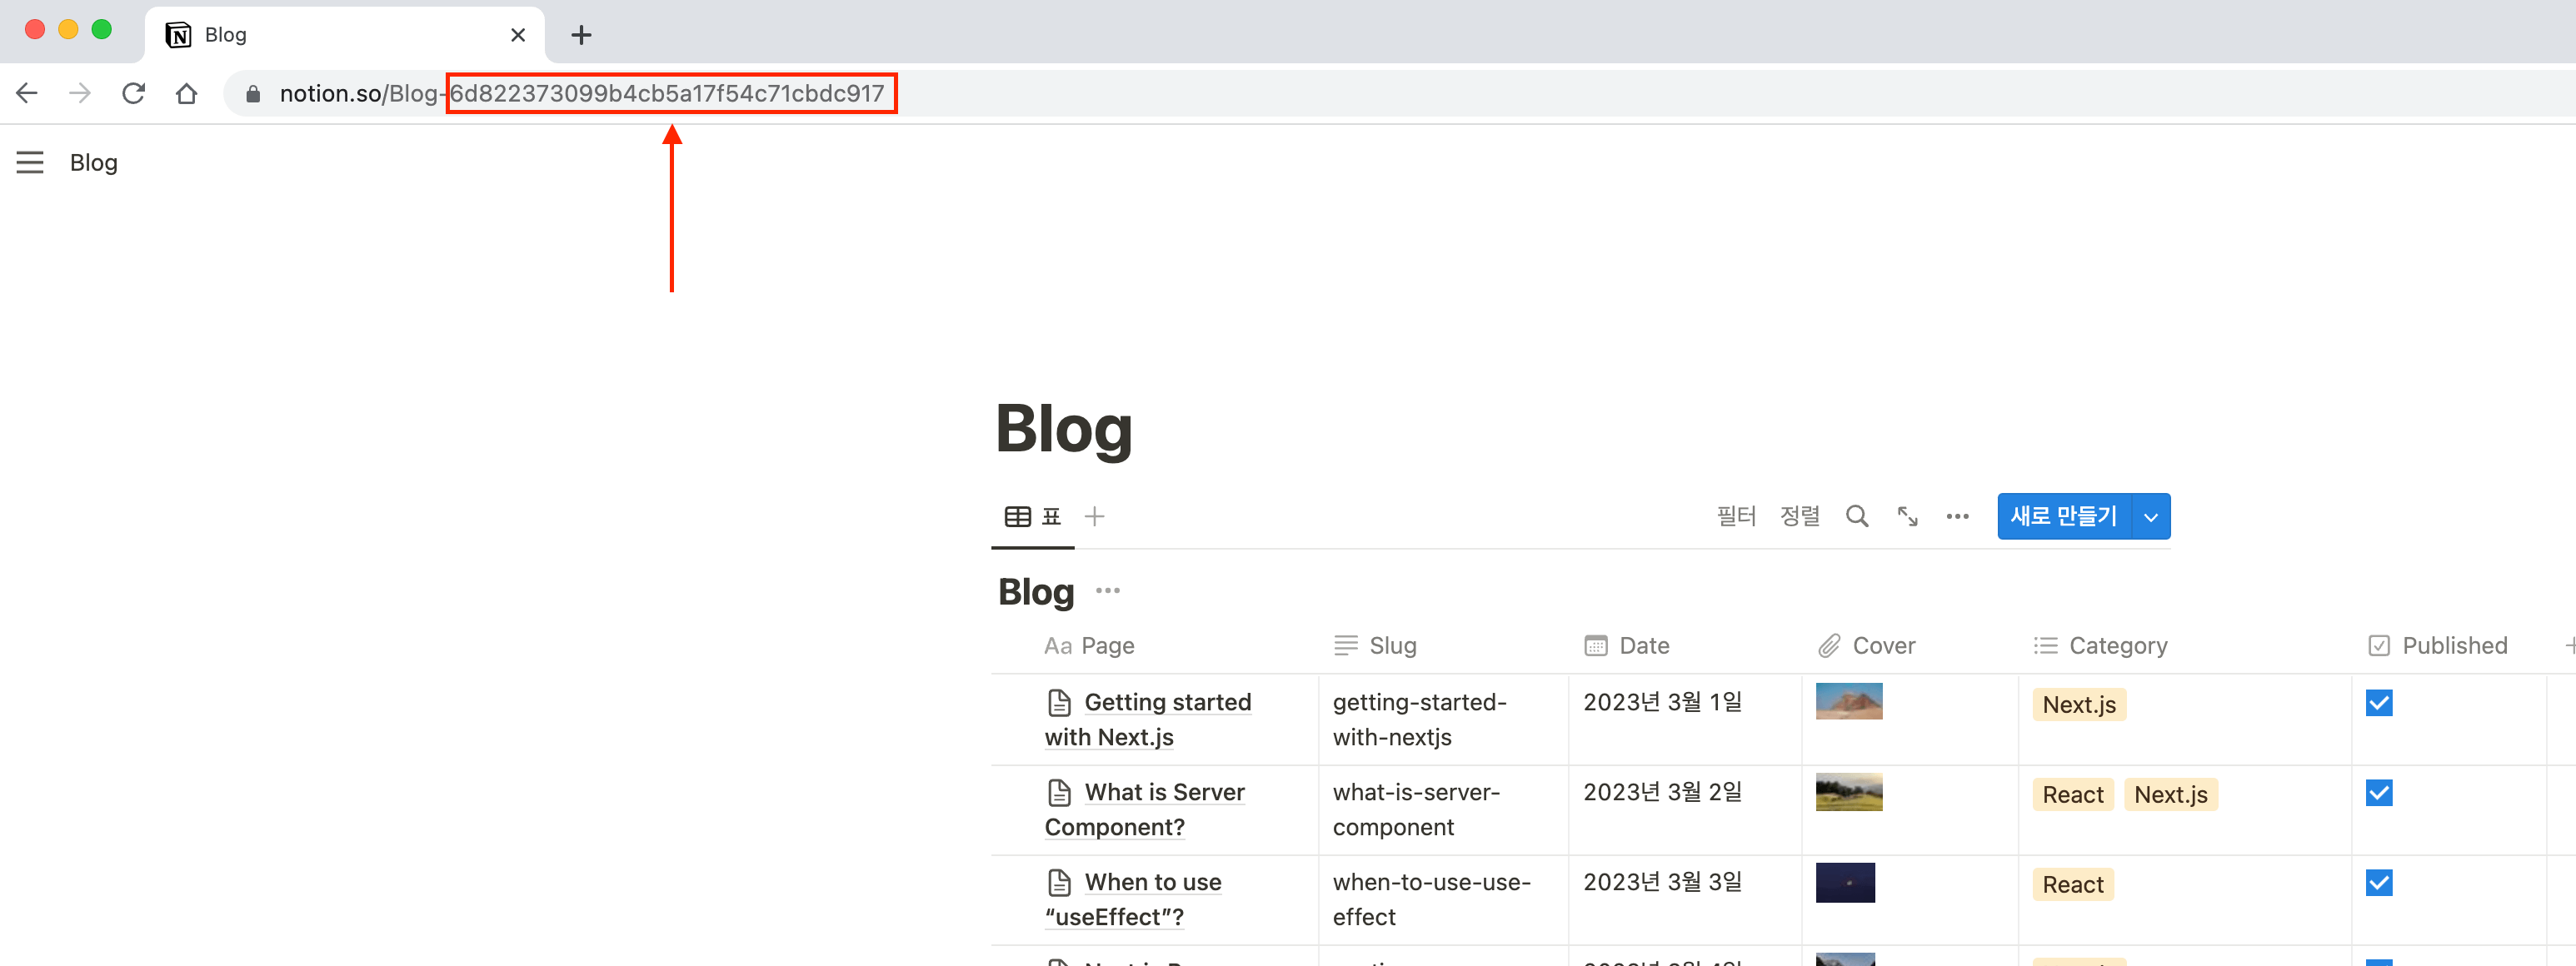 Blog
notion.so/Blog-6d822373099b4cb5a17f54c71cbdc917
Blog
Blog
표
필터 정렬 새로 만들기
Blog
Aa Page Slug Date Cover Category Published
Getting started with Next.js getting-started-with-nextjs 2023년 3월 1일 Next.js
What is Server Component? what-is-server-component 2023년 3월 2일 React Next.js
When to use “useEffect”? when-to-use-use-effect 2023년 3월 3일 React